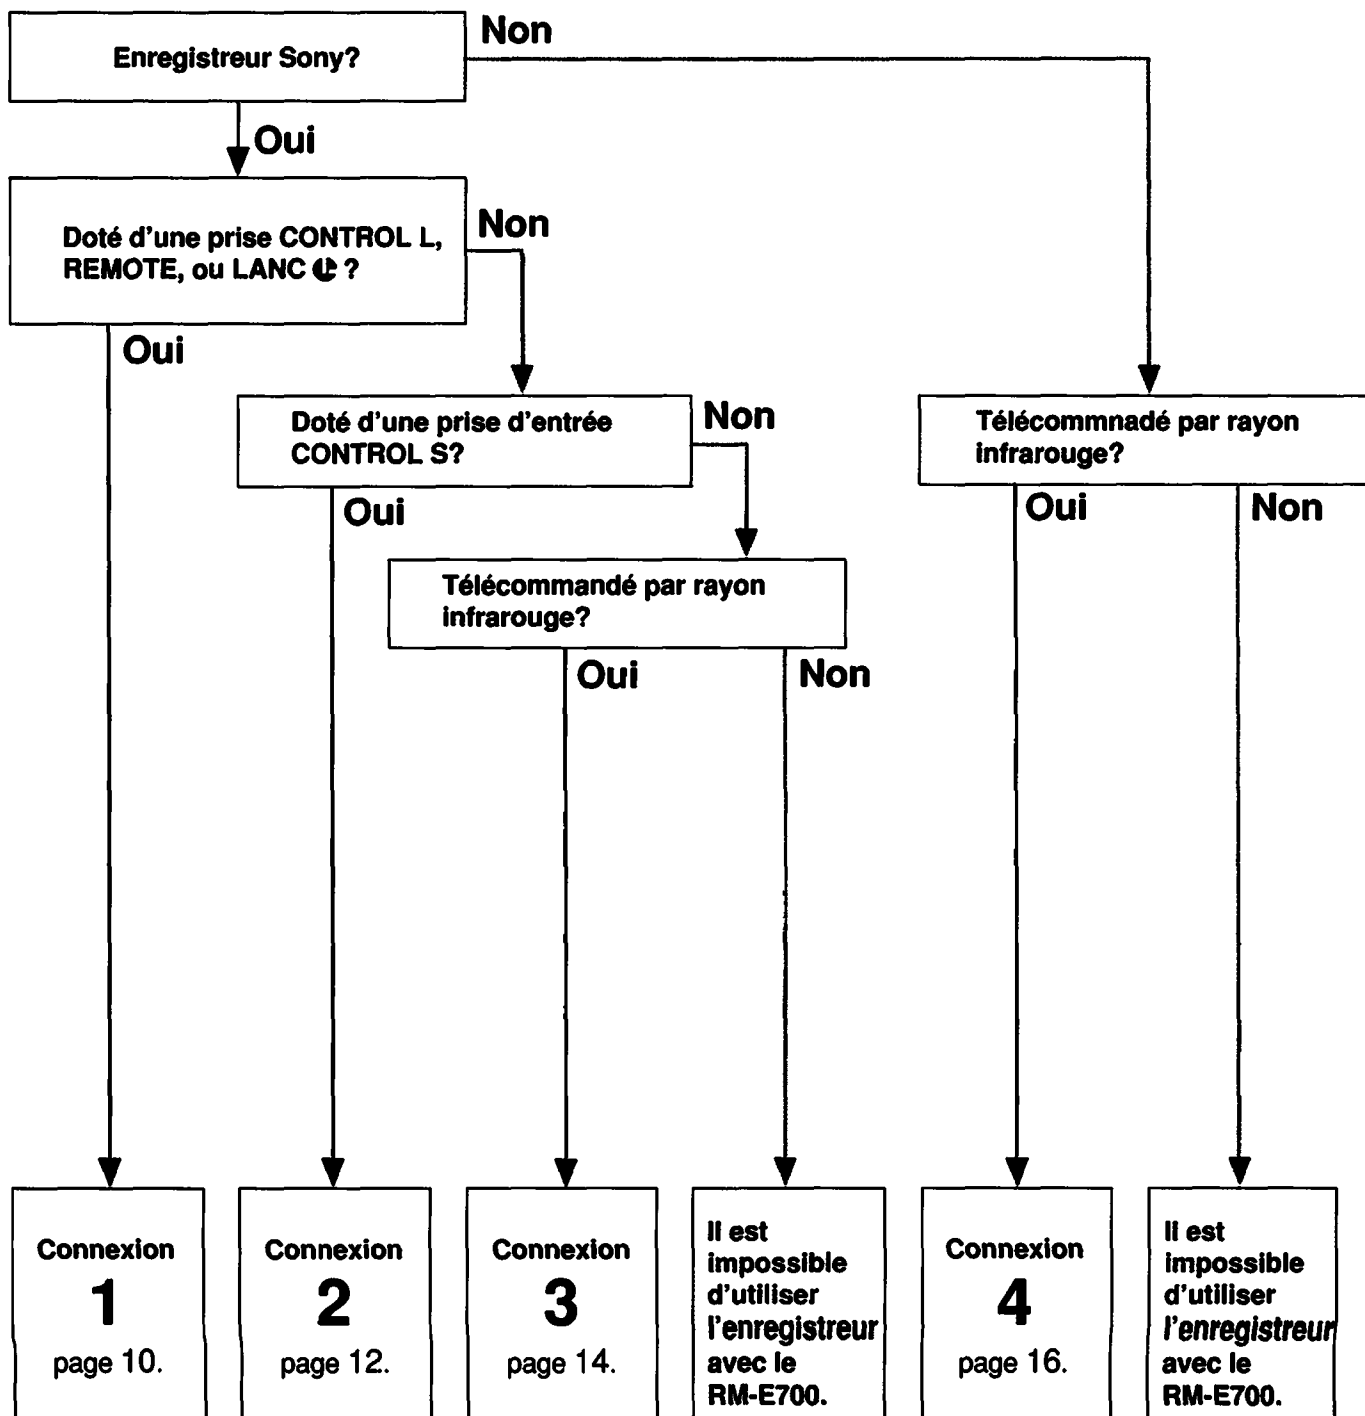 Non
Enregistreur Sony?
Oui
Non
Doté d'une prise CONTROL L,
REMOTE, ou LANC ?
Oui
Doté d'une prise d'entrée
CONTROL S?
Non
Télécommnadé par rayon
infrarouge?
Oui
Oui
Non
Télécommandé par rayon
infrarouge?
Oui
Non
Connexion
1
page 10.
Connexion
2
page 12.
Connexion
3
page 14.
Il est
impossible
d'utiliser
l'enregistreur
avec le
RM-E700.
Connexion
4
page 16.
Il est
impossible
d'utiliser
l'enregistreur
avec le
RM-E700.